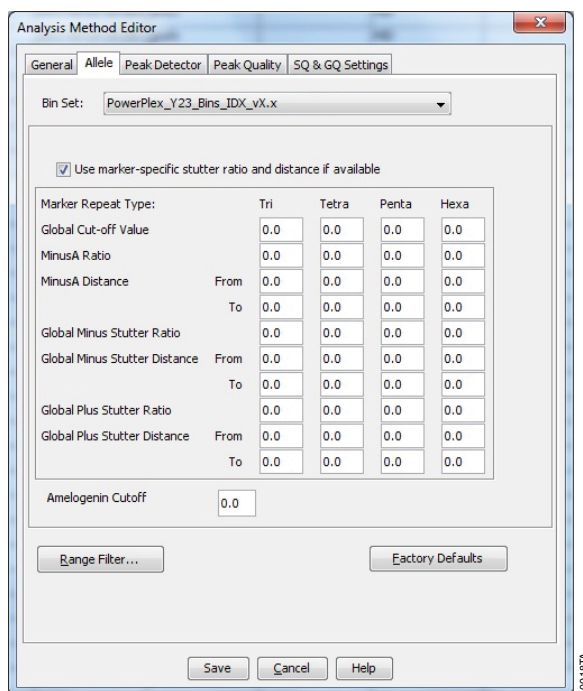 Analysis Method Editor
General Allele Peak Detector Peak Quality SQ & GQ Settings
Bin Set: PowerPlex_Y23_Bins_IDX_vX.x
Use marker-specific stutter ratio and distance if available
Marker Repeat Type: Tri Tetra Penta Hexa
Global Cut-off Value 0.0 0.0 0.0 0.0
MinusA Ratio 0.0 0.0 0.0 0.0
MinusA Distance From 0.0 0.0 0.0 0.0
To 0.0 0.0 0.0 0.0
Global Minus Stutter Ratio 0.0 0.0 0.0 0.0
Global Minus Stutter Distance From 0.0 0.0 0.0 0.0
To 0.0 0.0 0.0 0.0
Global Plus Stutter Ratio 0.0 0.0 0.0 0.0
Global Plus Stutter Distance From 0.0 0.0 0.0 0.0
To 0.0 0.0 0.0 0.0
Amelogenin Cutoff 0.0
Range Filter... Factory Defaults
Save Cancel Help